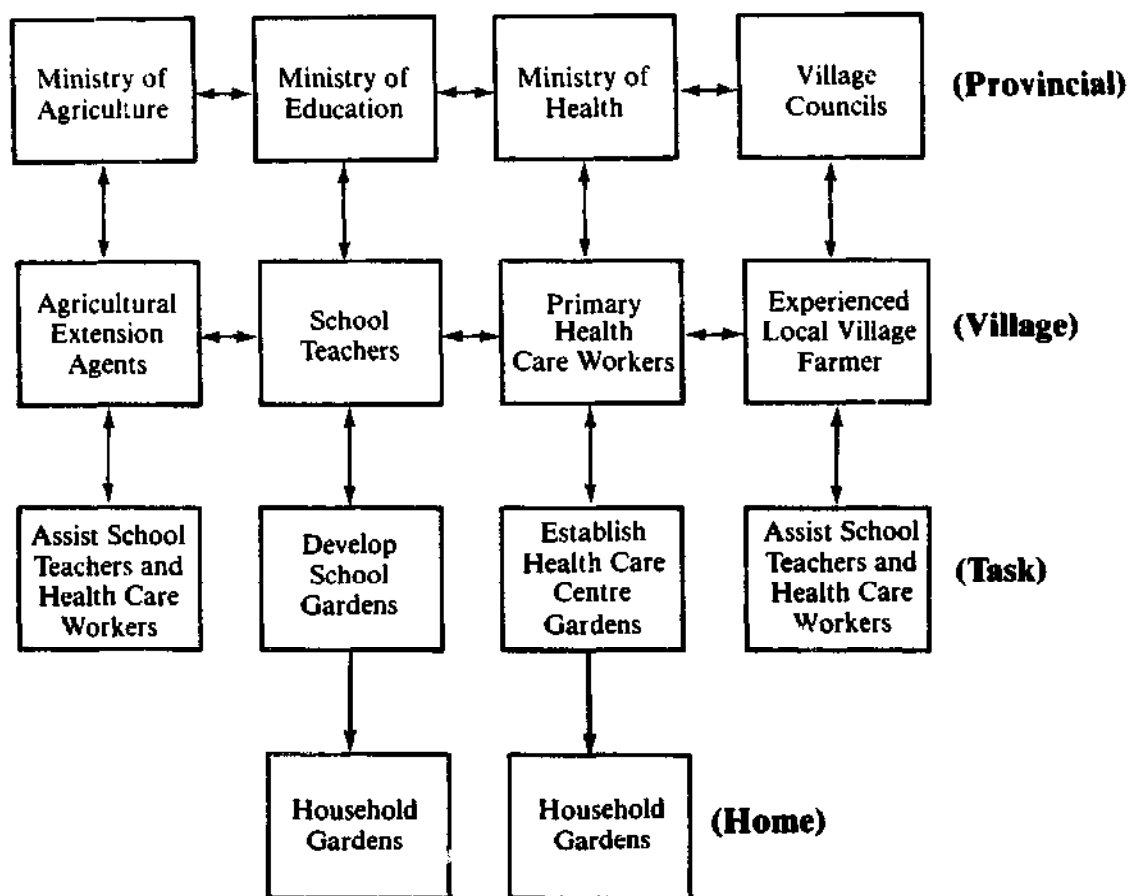 Ministry of
Agriculture
Ministry of
Education
Ministry of
Health
Village
Councils
(Provincial)
Agricultural
Extension
Agents
School
Teachers
Primary
Health
Care Workers
Experienced
Local Village
Farmer
(Village)
Assist School
Teachers and
Health Care
Workers
Develop
School
Gardens
Establish
Health Care
Centre
Gardens
Assist School
Teachers and
Health Care
Workers
(Task)
Household
Gardens
Household
Gardens
(Home)